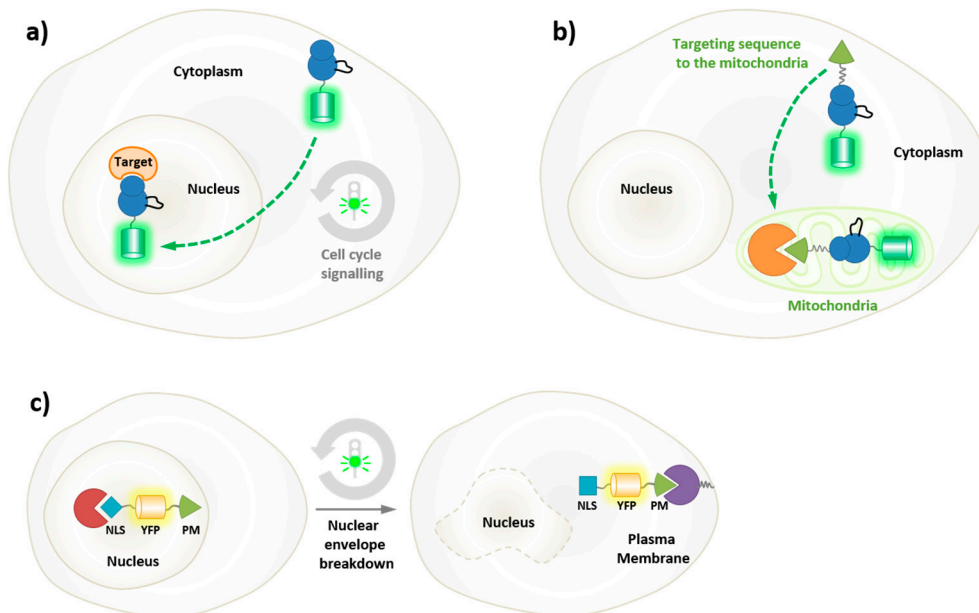 a)
Cytoplasm
Target
Nucleus
Cell cycle
signalling
b)
Targeting sequence
to the mitochondria
Cytoplasm
Nucleus
Mitochondria
c)
NLS
YFP
PM
Nucleus
Nuclear
envelope
breakdown
Nucleus
NLS
YFP
PM
Plasma
Membrane